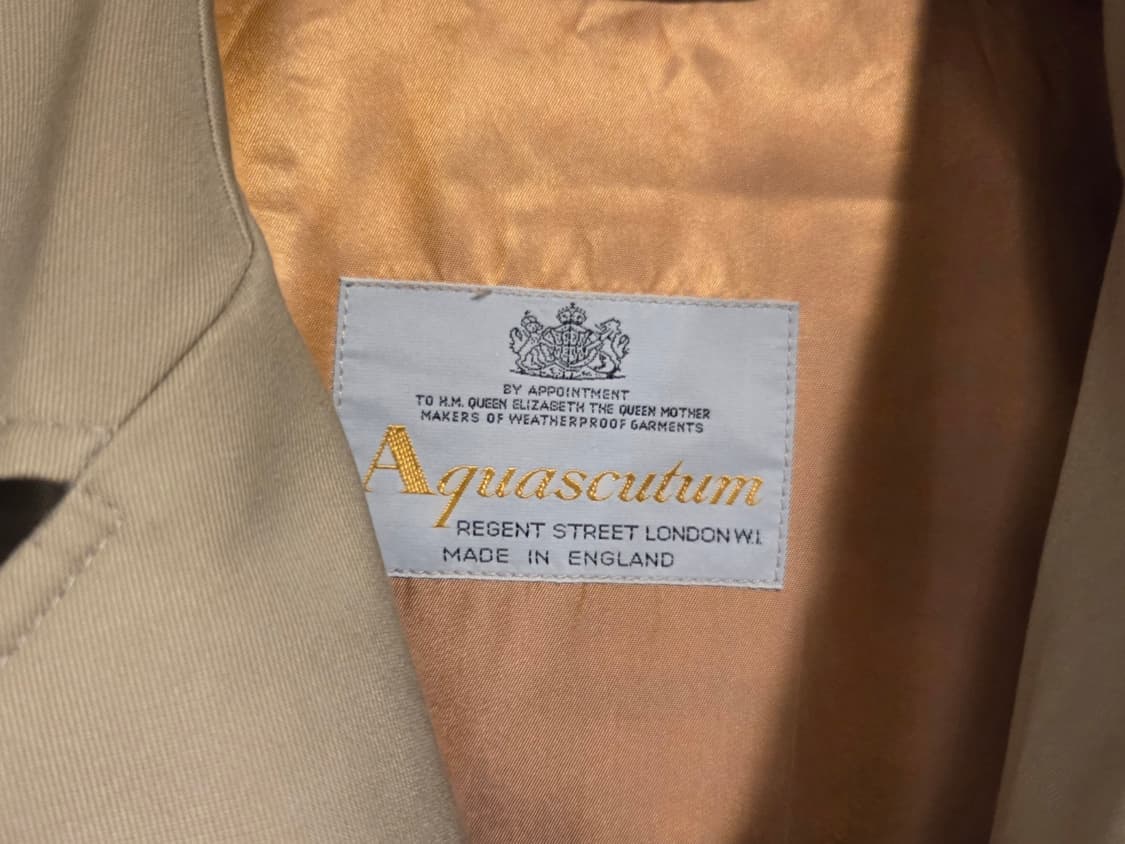 BY APPOINTMENT
TO H.M. QUEEN ELIZABETH THE QUEEN MOTHER
MAKERS OF WEATHERPROOF GARMENTS
Aquascutum
REGENT STREET LONDON W.1.
MADE IN ENGLAND